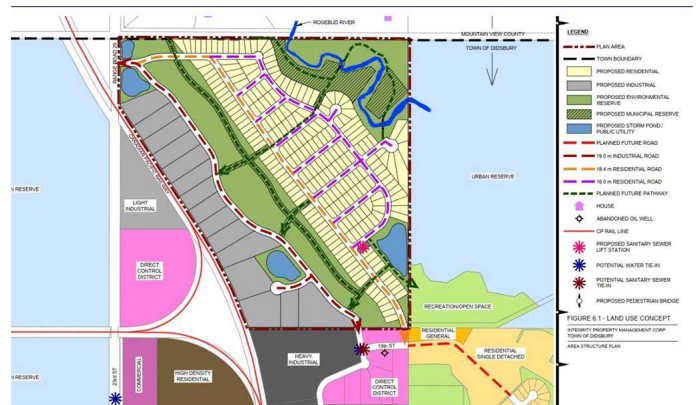 ROSEBUD RIVER
MOUNTAIN VIEW COUNTY
TOWN OF DIDSBURY
RANGE ROAD 20
CANADIAN PACIFIC RAILWAY
N RESERVE
URBAN RESERVE
LIGHT
INDUSTRIAL
DIRECT
CONTROL
DISTRICT
RECREATION/OPEN SPACE
RESIDENTIAL
GENERAL
19th ST
HEAVY
INDUSTRIAL
RESIDENTIAL
SINGLE DETACHED
DIRECT
CONTROL
DISTRICT
COMMERCIAL
HIGH DENSITY
RESIDENTIAL
N RESERVE
23rd ST
LEGEND
PLAN AREA
TOWN BOUNDARY
PROPOSED RESIDENTIAL
PROPOSED INDUSTRIAL
PROPOSED ENVIRONMENTAL
RESERVE
PROPOSED MUNICIPAL RESERVE
PROPOSED STORM POND /
PUBLIC UTILITY
PLANNED FUTURE ROAD
19.0 m INDUSTRIAL ROAD
18.4 m RESIDENTIAL ROAD
16.0 m RESIDENTIAL ROAD
PLANNED FUTURE PATHWAY
HOUSE
ABANDONED OIL WELL
CP RAIL LINE
PROPOSED SANITARY SEWER
LIFT STATION
POTENTIAL WATER TIE-IN
POTENTIAL SANITARY SEWER
TIE-IN
PROPOSED PEDESTRIAN BRIDGE
FIGURE 6.1 - LAND USE CONCEPT
INTEGRITY PROPERTY MANAGEMENT CORP.
TOWN OF DIDSBURY
AREA STRUCTURE PLAN